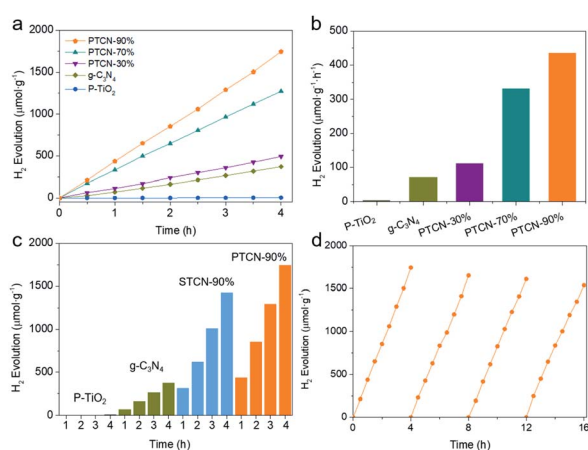 a
PTCN-90%
PTCN-70%
PTCN-30%
g-C₃N₄
P-TiO₂
H₂ Evolution (μmol·g⁻¹)
1750
1500
1000
500
0
0 1 2 3 4
Time (h)
b
H₂ Evolution (μmol·g⁻¹·h⁻¹)
500
400
300
200
100
0
P-TiO₂ g-C₃N₄ PTCN-30% PTCN-70% PTCN-90%
c
H₂ Evolution (μmol·g⁻¹)
2000
1500
1000
500
0
P-TiO₂
g-C₃N₄
STCN-90%
PTCN-90%
1 2 3 4 1 2 3 4 1 2 3 4 1 2 3 4
Time (h)
d
H₂ Evolution (μmol·g⁻¹)
2000
1500
1000
500
0
0 4 8 12 16
Time (h)